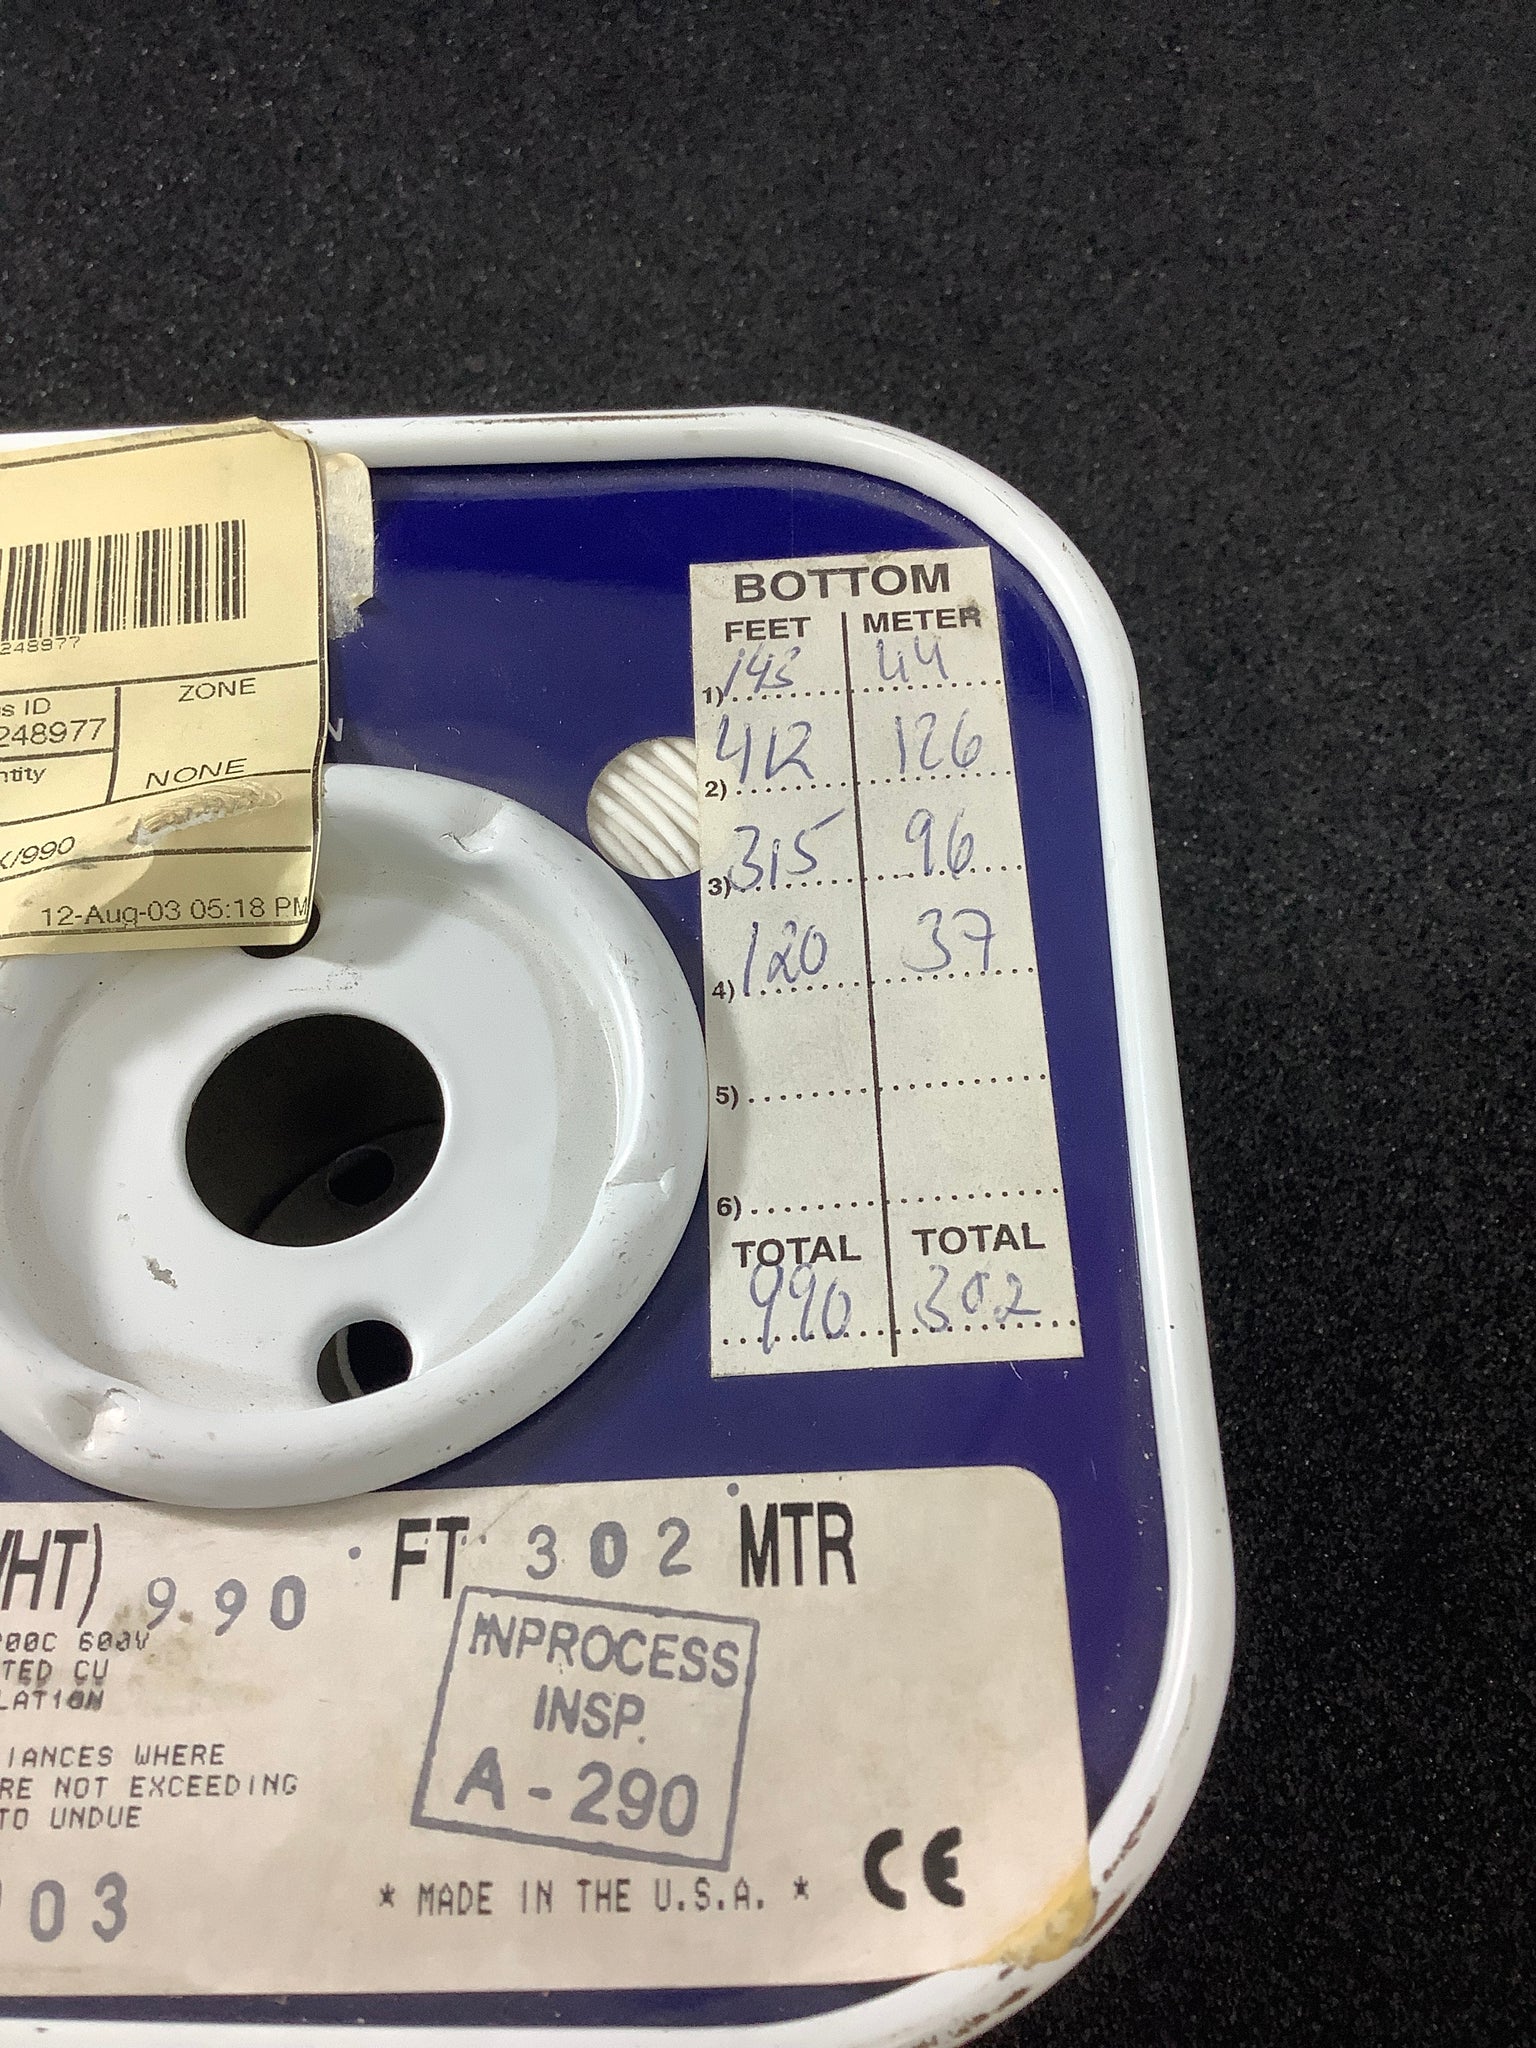 248977
s ID
248977
ZONE
ntity
NONE
X/990
12-Aug-03 05:18 PM
BOTTOM
FEET METER
1) 143 44
2) 412 126
3) 315 96
4) 120 37
5)
6)
TOTAL TOTAL
990 302
WHT) 990 FT 302 MTR
200C 600V
TED CU
LATION
IANCES WHERE
RE NOT EXCEEDING
TO UNDUE
INPROCESS
INSP.
A-290
03
* MADE IN THE U.S.A. *
CE